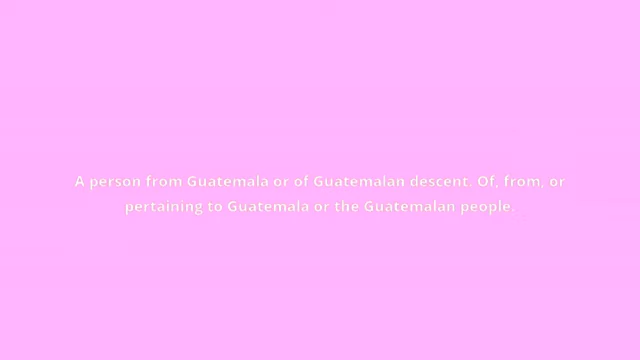 A person from Guatemala or of Guatemalan descent. Of, from, or
pertaining to Guatemala or the Guatemalan people.